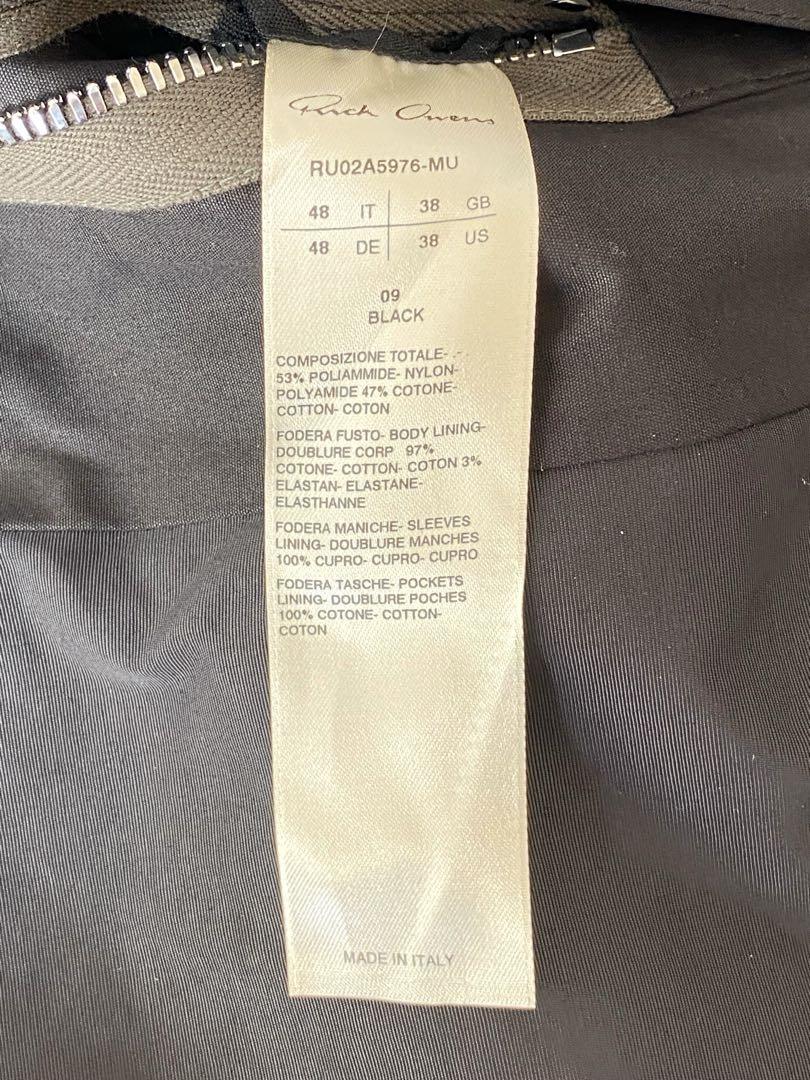 Rick Owens
RU02A5976-MU
48 IT 38 GB
48 DE 38 US
09
BLACK
COMPOSIZIONE TOTALE- -
53% POLIAMMIDE- NYLON-
POLYAMIDE 47% COTONE-
COTTON- COTON
FODERA FUSTO- BODY LINING-
DOUBLURE CORP 97%
COTONE- COTTON- COTON 3%
ELASTAN- ELASTANE-
ELASTHANNE
FODERA MANICHE- SLEEVES
LINING- DOUBLURE MANCHES
100% CUPRO- CUPRO- CUPRO
FODERA TASCHE- POCKETS
LINING- DOUBLURE POCHES
100% COTONE- COTTON-
COTON
MADE IN ITALY